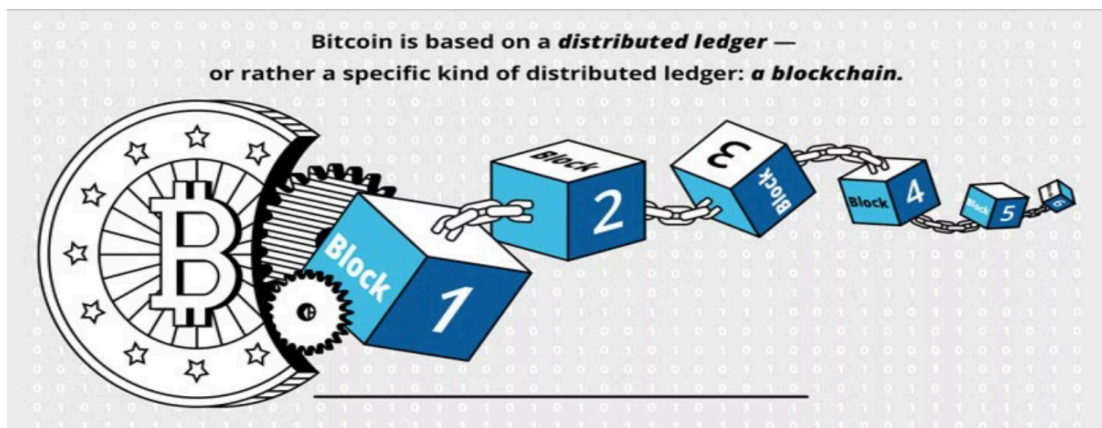 Bitcoin is based on a distributed ledger —
or rather a specific kind of distributed ledger: a blockchain.
Block 1
Block 2
Block 3
Block 4
Block 5
6